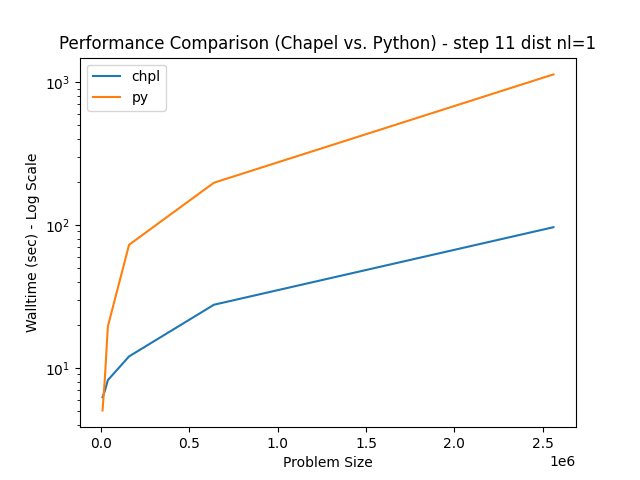 Performance Comparison (Chapel vs. Python) - step 11 dist nl=1
chpl
py
10³
10²
10¹
Walltime (sec) - Log Scale
0.0 0.5 1.0 1.5 2.0 2.5
1e6
Problem Size